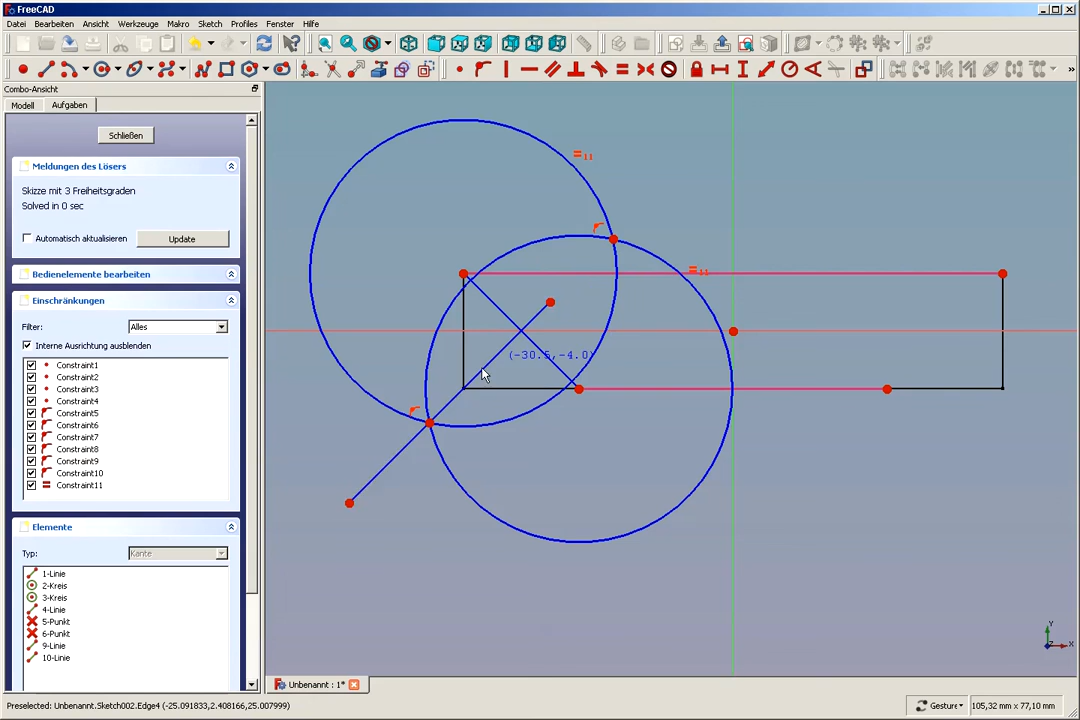 FreeCAD
Datei Bearbeiten Ansicht Werkzeuge Makro Sketch Profiles Fenster Hilfe
Combo-Ansicht
Modell Aufgaben
Schließen
Meldungen des Lösers
Skizze mit 3 Freiheitsgraden
Solved in 0 sec
Automatisch aktualisieren Update
Bedienelemente bearbeiten
Einschränkungen
Filter: Alles
Interne Ausrichtung ausblenden
Constraint1
Constraint2
Constraint3
Constraint4
Constraint5
Constraint6
Constraint7
Constraint8
Constraint9
Constraint10
Constraint11
Elemente
Typ: Kante
1-Linie
2-Kreis
3-Kreis
4-Linie
5-Punkt
6-Punkt
9-Linie
10-Linie
11
11
(-30.5,-4.0)
Y
Z X
Unbenannt : 1*
Preselected: Unbenannt.Sketch002.Edge4 (-25.091833,2.408166,25.007999)
Gesture
105,32 mm x 77,10 mm